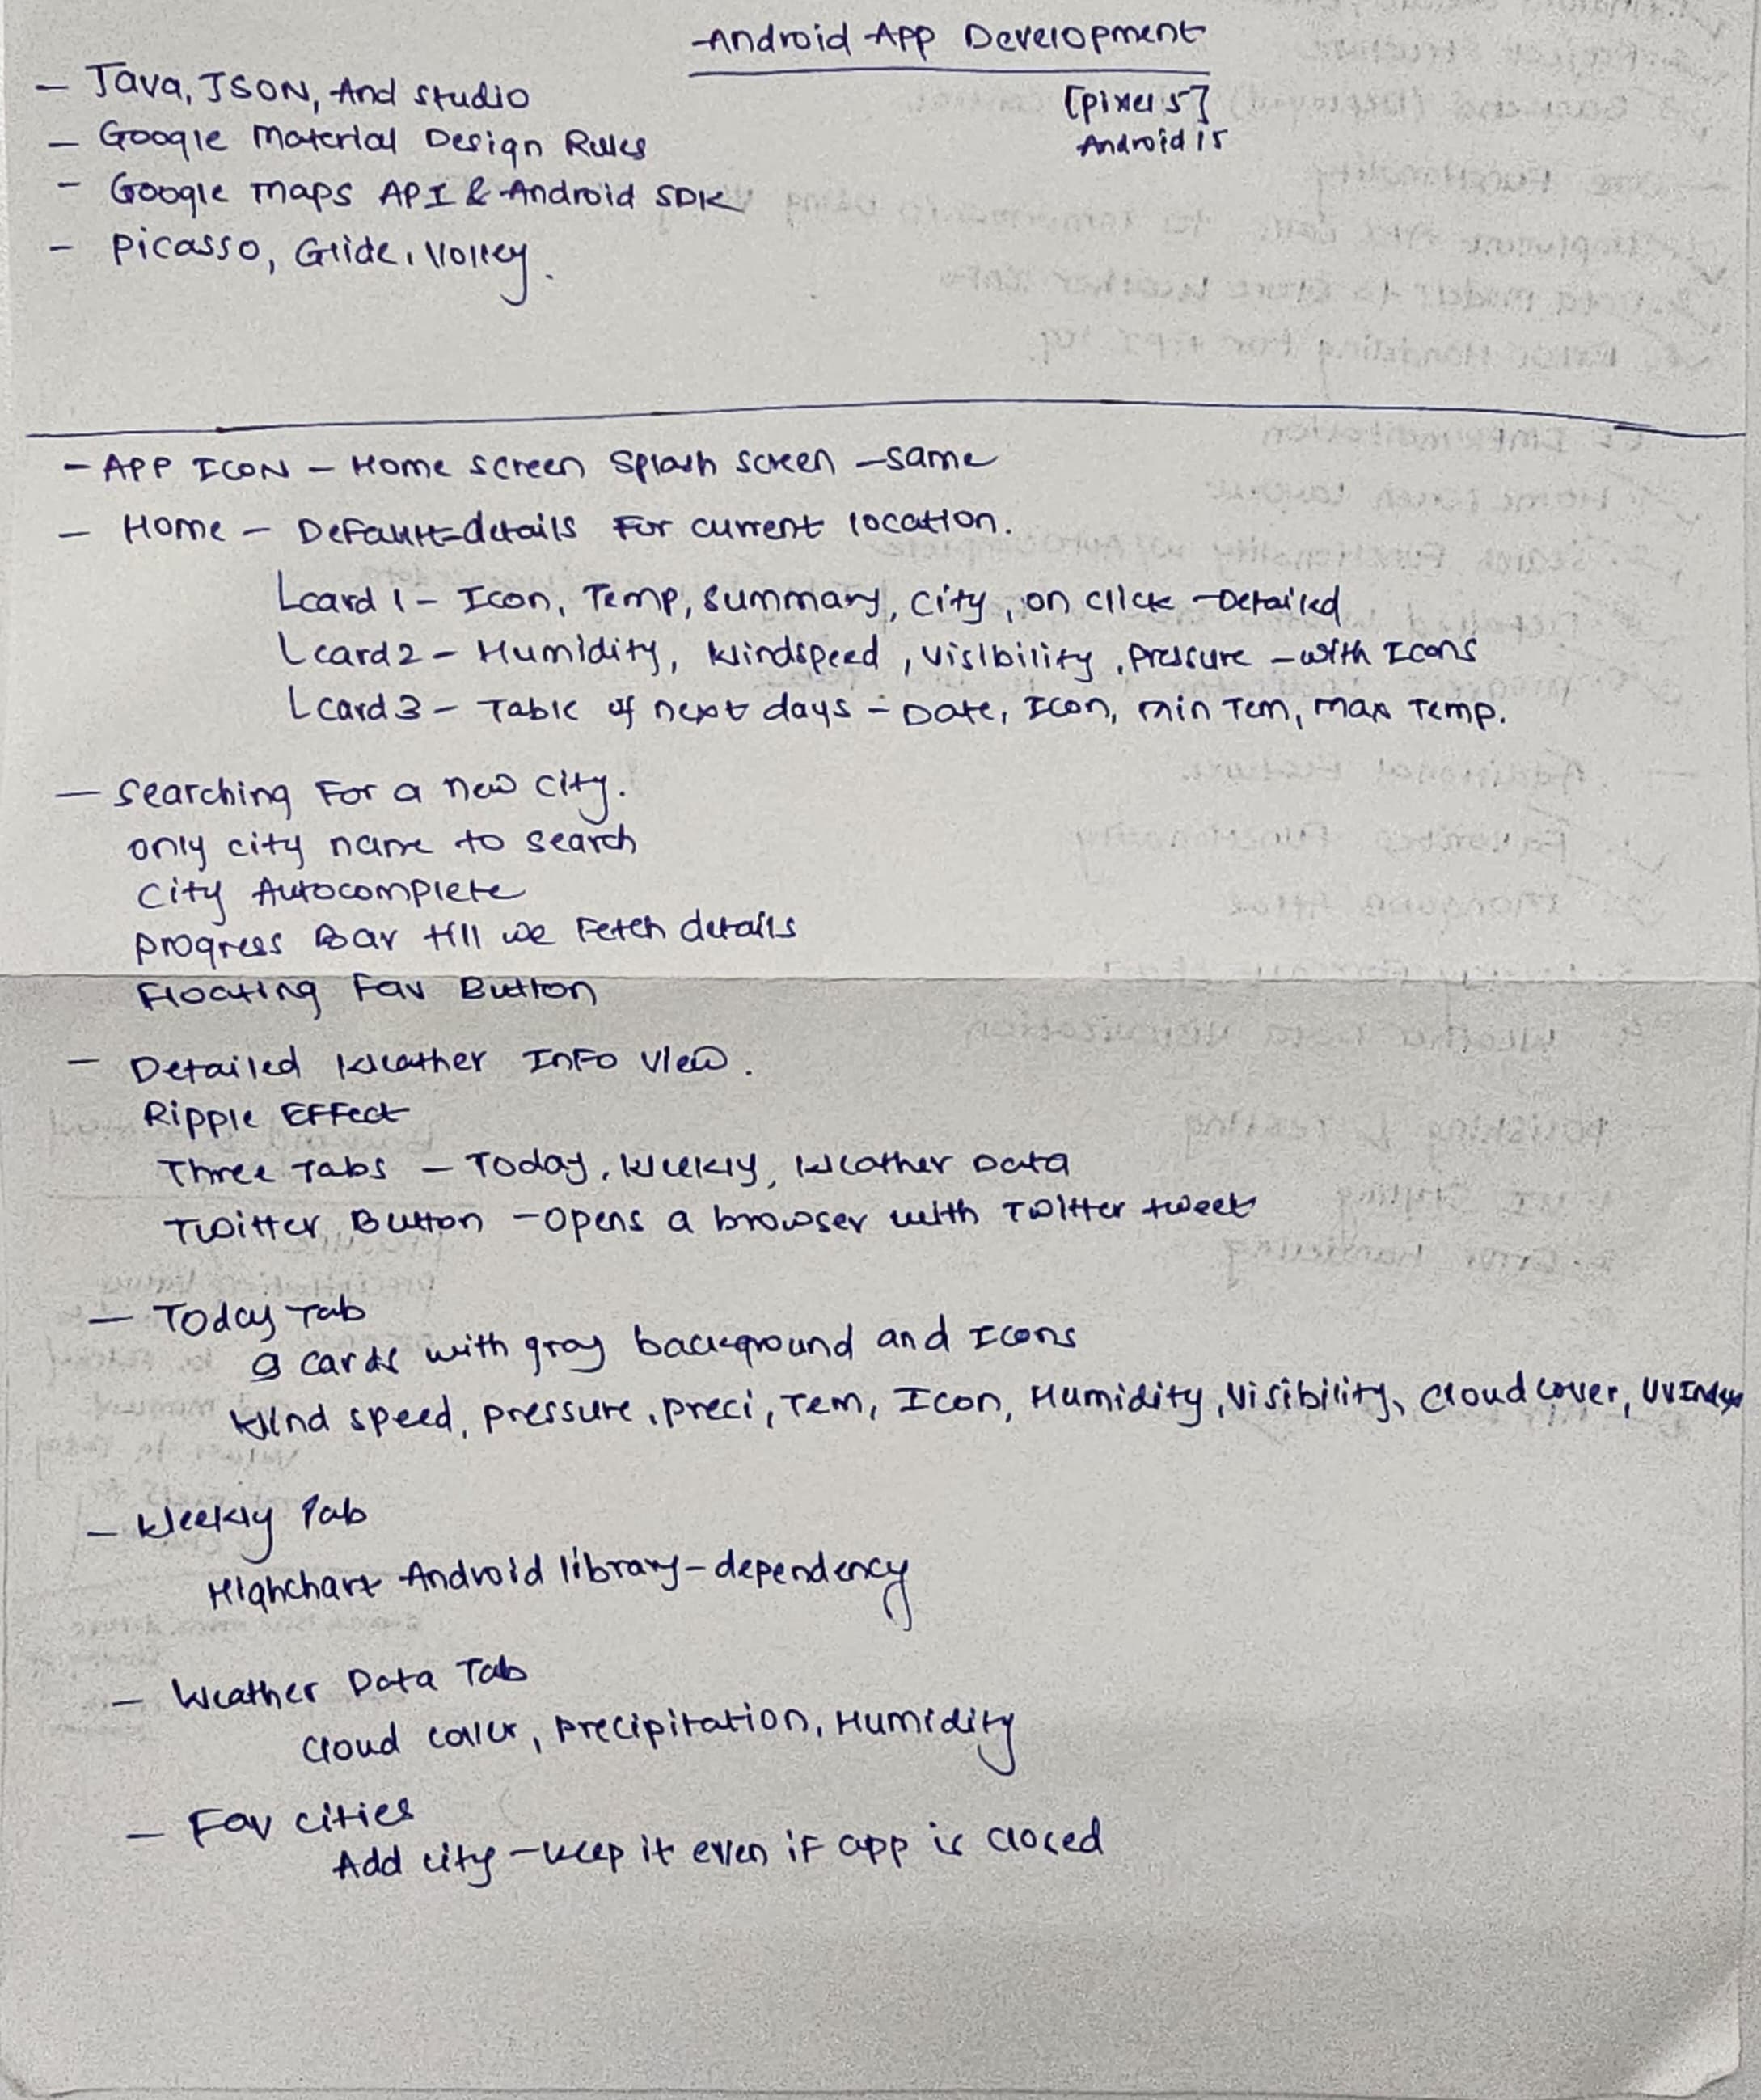 Android App Development
[pixel 5]
Android 15
- Java, JSON, And studio
- Google Material Design Rules
- Google Maps API & Android SDK
- Picasso, Glide, Volley.
- APP ICON - Home screen Splash screen - same
- Home - Default-details For current location.
Lcard 1 - Icon, Temp, Summary, City, on click - Detailed
Lcard 2 - Humidity, Windspeed, Visibility, Pressure - with Icons
Lcard 3 - Table of next days - Date, Icon, min Tem, max Temp.
- Searching For a new city.
only city name to search
City Autocomplete
Progress Bar till we Fetch details
Floating Fav Button
- Detailed Weather Info View.
Ripple Effect
Three Tabs - Today, Weekly, Weather Data
Twitter Button - opens a browser with Twitter tweet
- Today Tab
9 cards with gray background and Icons
Wind speed, pressure, preci, Tem, Icon, Humidity, Visibility, Cloud cover, UVIndex
- Weekly Tab
Highchart Android library - dependency
- Weather Data Tab
Cloud cover, Precipitation, Humidity
- Fav cities
Add city - keep it even if app is closed